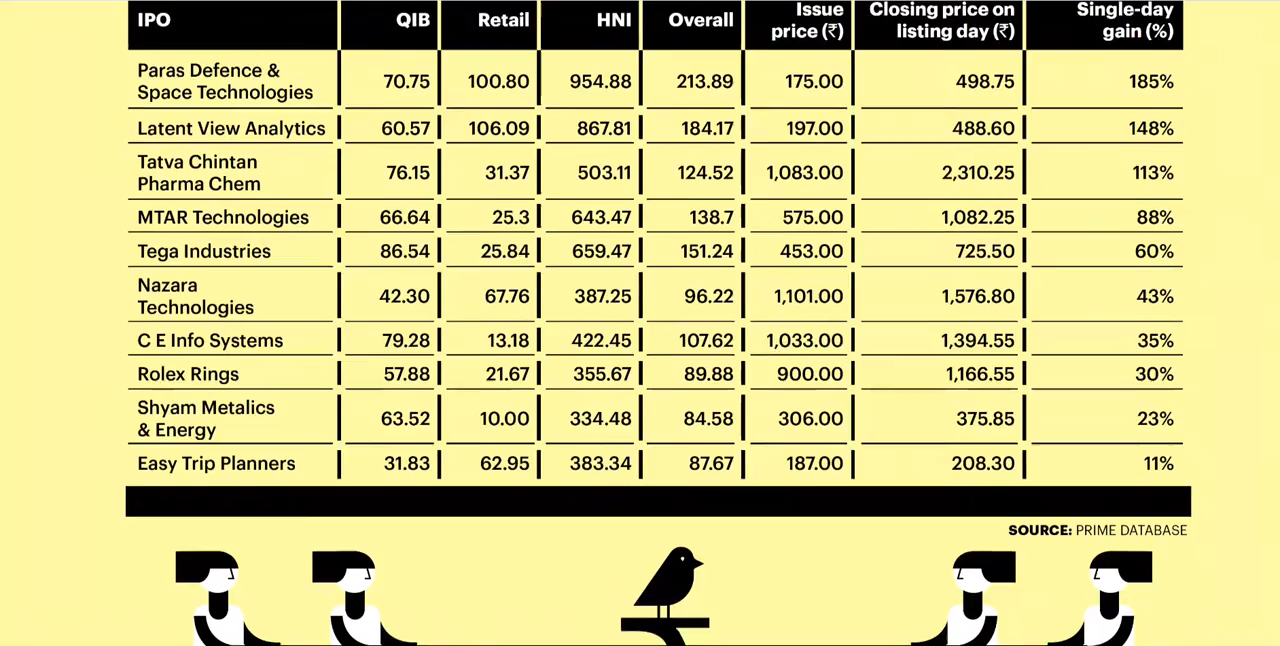 IPO QIB Retail HNI Overall Issue price (₹) Closing price on listing day (₹) Single-day gain (%)
Paras Defence & Space Technologies 70.75 100.80 954.88 213.89 175.00 498.75 185%
Latent View Analytics 60.57 106.09 867.81 184.17 197.00 488.60 148%
Tatva Chintan Pharma Chem 76.15 31.37 503.11 124.52 1,083.00 2,310.25 113%
MTAR Technologies 66.64 25.3 643.47 138.7 575.00 1,082.25 88%
Tega Industries 86.54 25.84 659.47 151.24 453.00 725.50 60%
Nazara Technologies 42.30 67.76 387.25 96.22 1,101.00 1,576.80 43%
C E Info Systems 79.28 13.18 422.45 107.62 1,033.00 1,394.55 35%
Rolex Rings 57.88 21.67 355.67 89.88 900.00 1,166.55 30%
Shyam Metalics & Energy 63.52 10.00 334.48 84.58 306.00 375.85 23%
Easy Trip Planners 31.83 62.95 383.34 87.67 187.00 208.30 11%
SOURCE: PRIME DATABASE